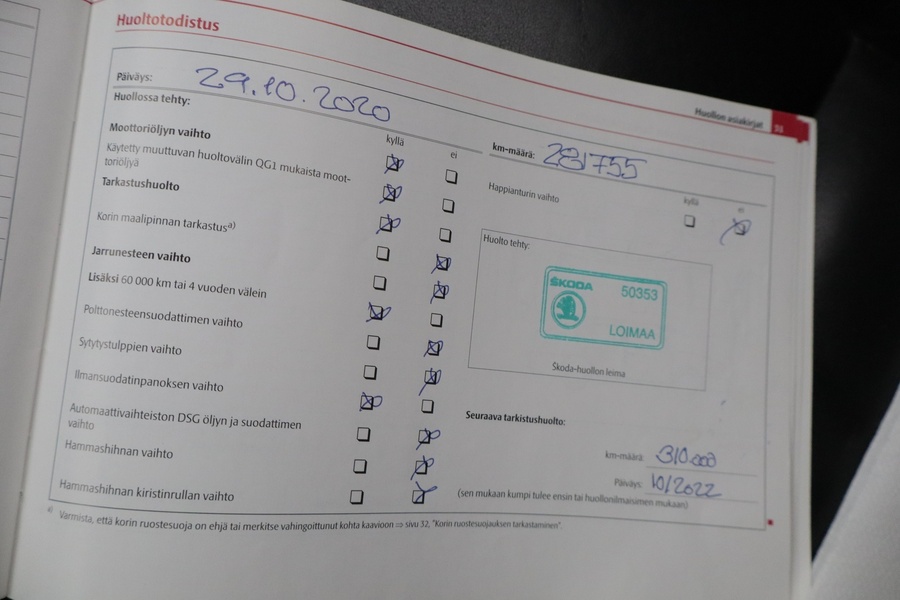 Huoltotodistus
Huollon asiakirjat 31
Päiväys: 29.10.2020
km-määrä: 281755
Huollossa tehty:
kyllä ei
Moottoriöljyn vaihto
Käytetty muuttuvan huoltovälin QG1 mukaista moot-
toriöljyä
Tarkastushuolto
Korin maalipinnan tarkastus a)
Jarrunesteen vaihto
Lisäksi 60 000 km tai 4 vuoden välein
Polttonesteensuodattimen vaihto
Sytytystulppien vaihto
Ilmansuodatinpanoksen vaihto
Automaattivaihteiston DSG öljyn ja suodattimen
vaihto
Hammashihnan vaihto
Hammashihnan kiristinrullan vaihto
kyllä ei
Happianturin vaihto
Huolto tehty:
ŠKODA 50353
LOIMAA
Škoda-huollon leima
Seuraava tarkistushuolto:
km-määrä: 310.000
Päiväys: 10/2022
(sen mukaan kumpi tulee ensin tai huollonilmaisimen mukaan)
a) Varmista, että korin ruostesuoja on ehjä tai merkitse vahingoittunut kohta kaavioon ⇒ sivu 32, "Korin ruostesuojauksen tarkastaminen".